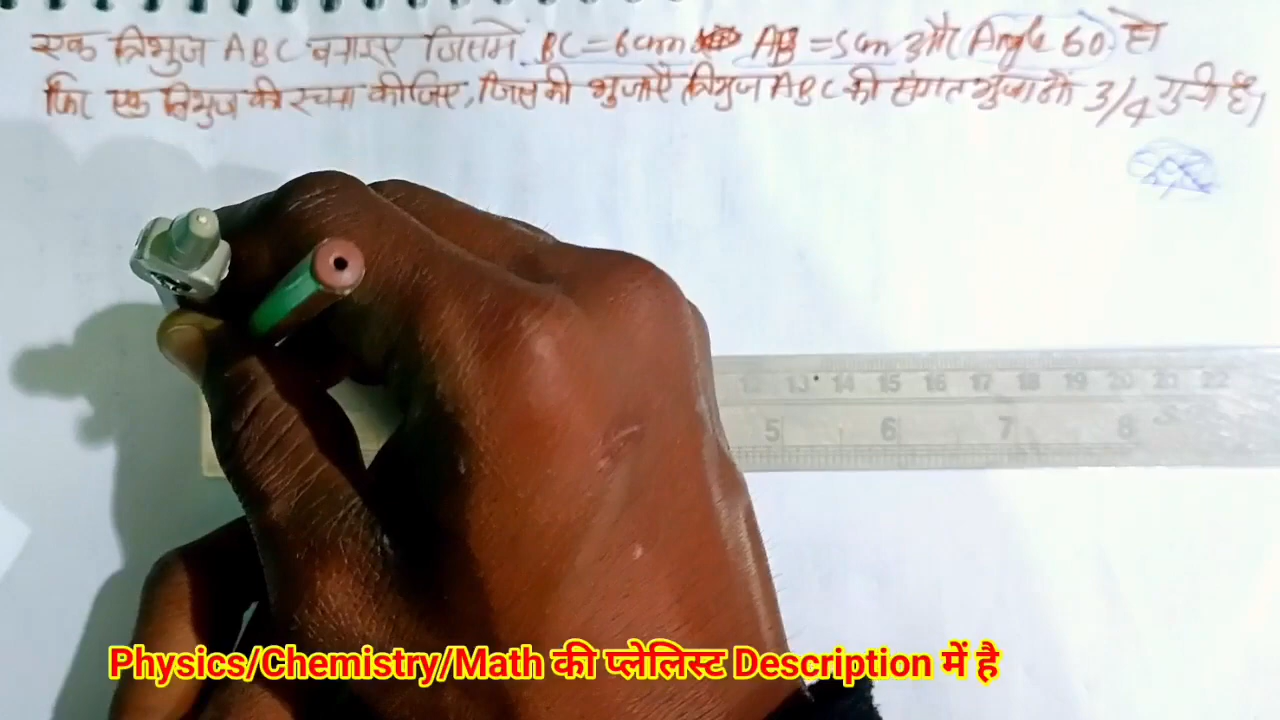 एक त्रिभुज ABC बनाइए जिसमें BC=6cm AB =5cm और Angle 60° हो
फिर एक त्रिभुज की रचना कीजिए, जिसकी भुजाएँ त्रिभुज ABC की संगत भुजाओं की 3/4 गुनी है।
12 13 14 15 16 17 18 19 20 21 22
5 6 7 8
Physics/Chemistry/Math की प्लेलिस्ट Description में है